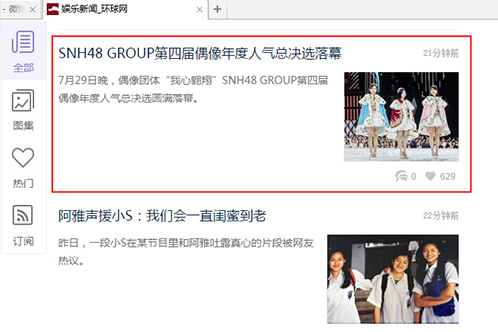 娱乐新闻_环球网
全部
图集
热门
订阅
SNH48 GROUP第四届偶像年度人气总决选落幕
21分钟前
7月29日晚，偶像团体“我心翱翔”SNH48 GROUP第四届
偶像年度人气总决选圆满落幕。
0 629
阿雅声援小S：我们会一直闺蜜到老
22分钟前
昨日，一段小S在某节目里和阿雅吐露真心的片段被网友
热议。